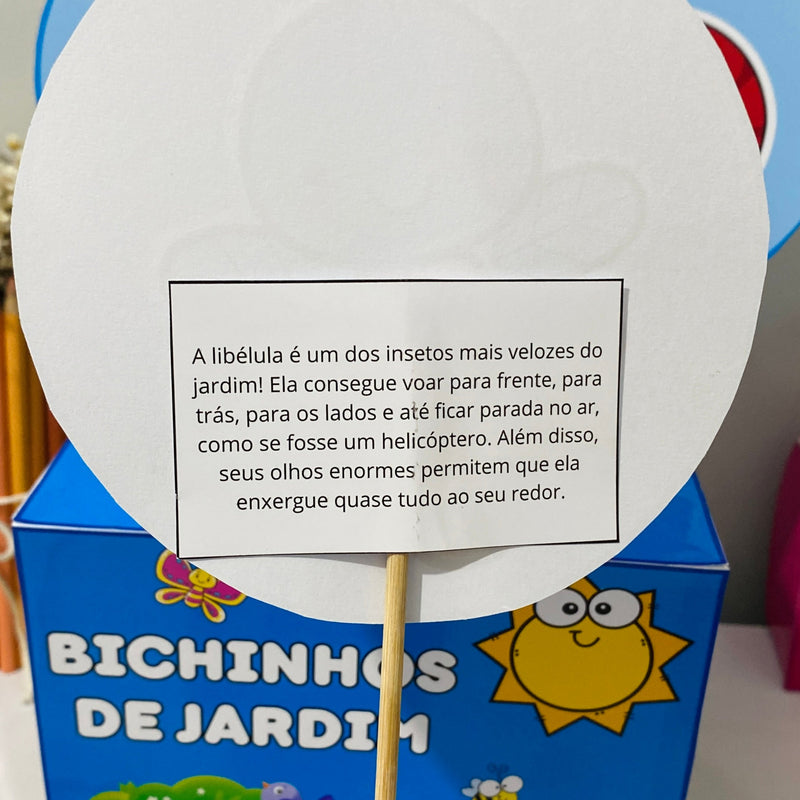 A libélula é um dos insetos mais velozes do
jardim! Ela consegue voar para frente, para
trás, para os lados e até ficar parada no ar,
como se fosse um helicóptero. Além disso,
seus olhos enormes permitem que ela
enxergue quase tudo ao seu redor.
BICHINHOS
DE JARDIM